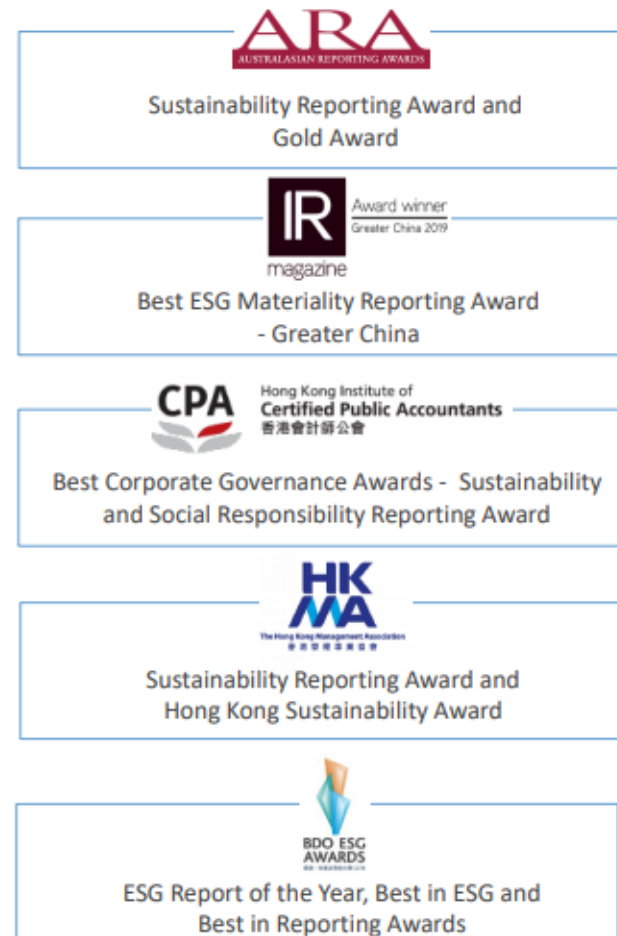 ARA
AUSTRALASIAN REPORTING AWARDS
Sustainability Reporting Award and
Gold Award
IR
magazine
Award winner
Greater China 2019
Best ESG Materiality Reporting Award
- Greater China
CPA
Hong Kong Institute of
Certified Public Accountants
香港會計師公會
Best Corporate Governance Awards - Sustainability
and Social Responsibility Reporting Award
HK
MA
The Hong Kong Management Association
香港管理專業協會
Sustainability Reporting Award and
Hong Kong Sustainability Award
BDO ESG
AWARDS
ESG Report of the Year, Best in ESG and
Best in Reporting Awards